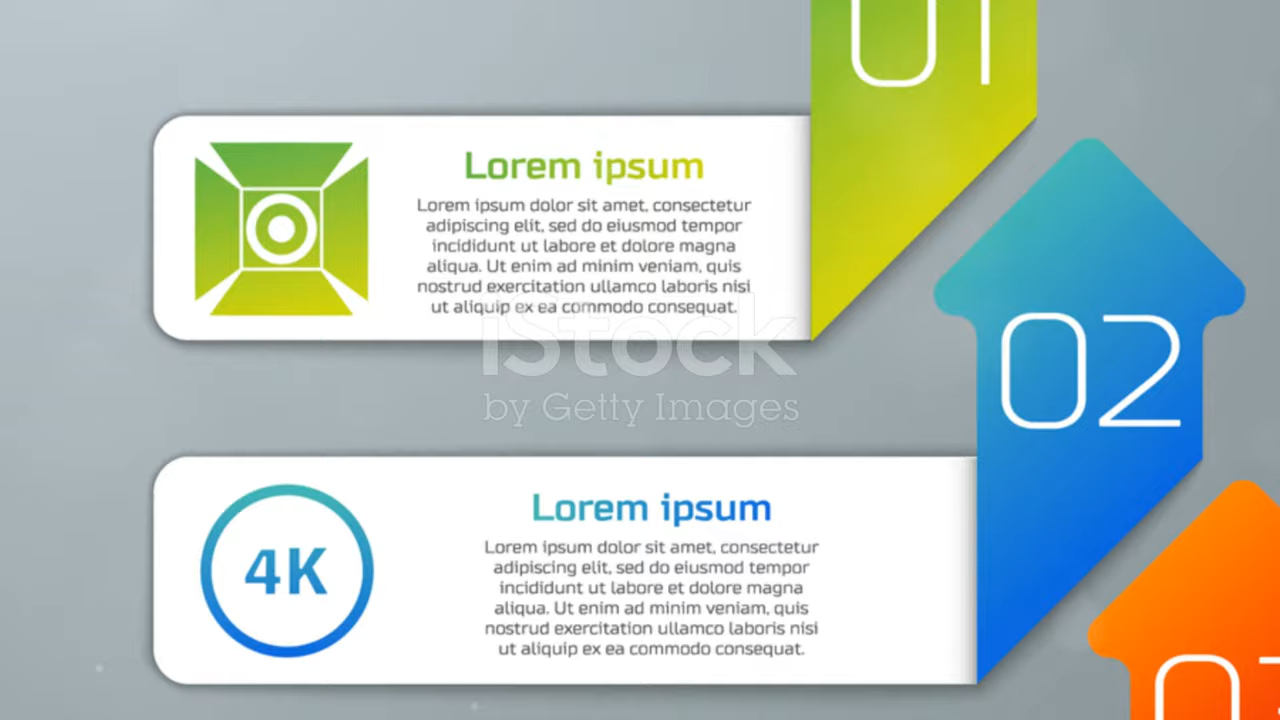 01
Lorem ipsum
Lorem ipsum dolor sit amet, consectetur
adipiscing elit, sed do eiusmod tempor
incididunt ut labore et dolore magna
aliqua. Ut enim ad minim veniam, quis
nostrud exercitation ullamco laboris nisi
ut aliquip ex ea commodo consequat.
iStock
by Getty Images
02
4K
Lorem ipsum
Lorem ipsum dolor sit amet, consectetur
adipiscing elit, sed do eiusmod tempor
incididunt ut labore et dolore magna
aliqua. Ut enim ad minim veniam, quis
nostrud exercitation ullamco laboris nisi
ut aliquip ex ea commodo consequat.